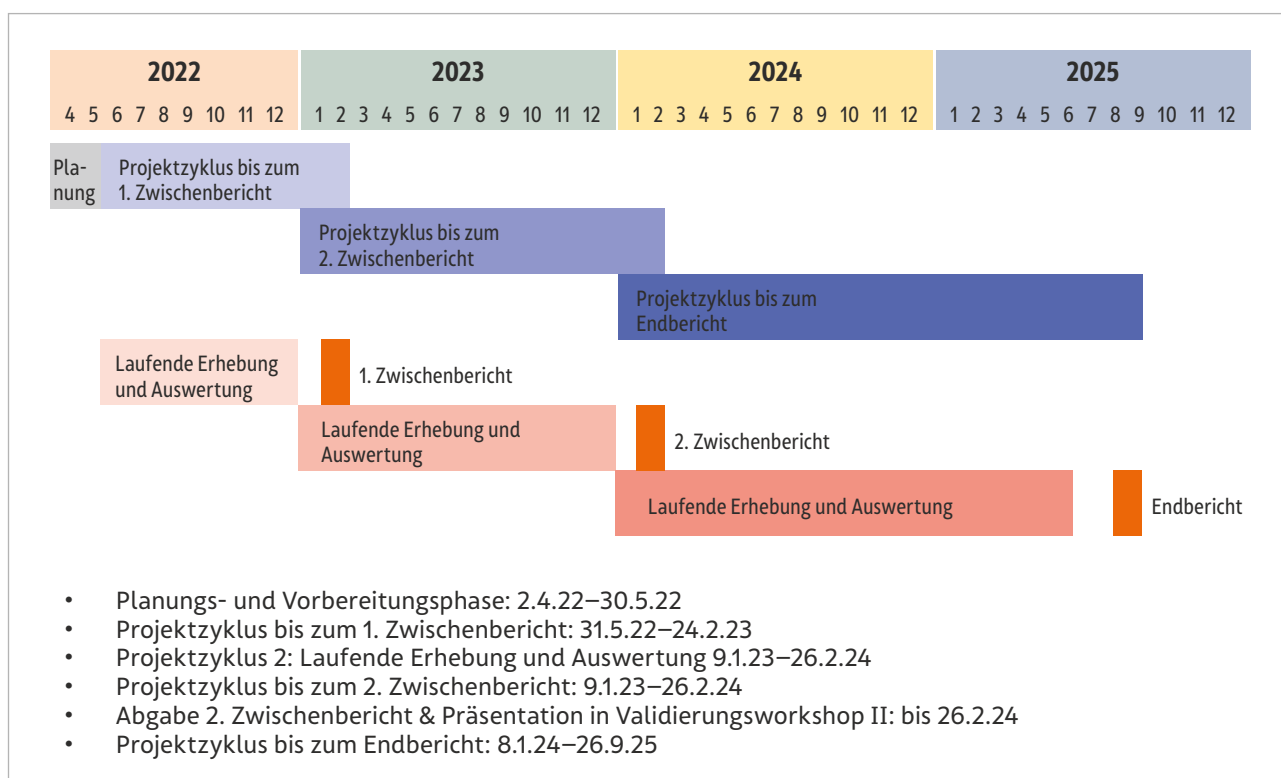 2022 2023 2024 2025
4 5 6 7 8 9 10 11 12 1 2 3 4 5 6 7 8 9 10 11 12 1 2 3 4 5 6 7 8 9 10 11 12 1 2 3 4 5 6 7 8 9 10 11 12
Pla-
nung
Projektzyklus bis zum
1. Zwischenbericht
Projektzyklus bis zum
2. Zwischenbericht
Projektzyklus bis zum
Endbericht
Laufende Erhebung
und Auswertung
1. Zwischenbericht
Laufende Erhebung und
Auswertung
2. Zwischenbericht
Laufende Erhebung und Auswertung
Endbericht
• Planungs- und Vorbereitungsphase: 2.4.22–30.5.22
• Projektzyklus bis zum 1. Zwischenbericht: 31.5.22–24.2.23
• Projektzyklus 2: Laufende Erhebung und Auswertung 9.1.23–26.2.24
• Projektzyklus bis zum 2. Zwischenbericht: 9.1.23–26.2.24
• Abgabe 2. Zwischenbericht & Präsentation in Validierungsworkshop II: bis 26.2.24
• Projektzyklus bis zum Endbericht: 8.1.24–26.9.25